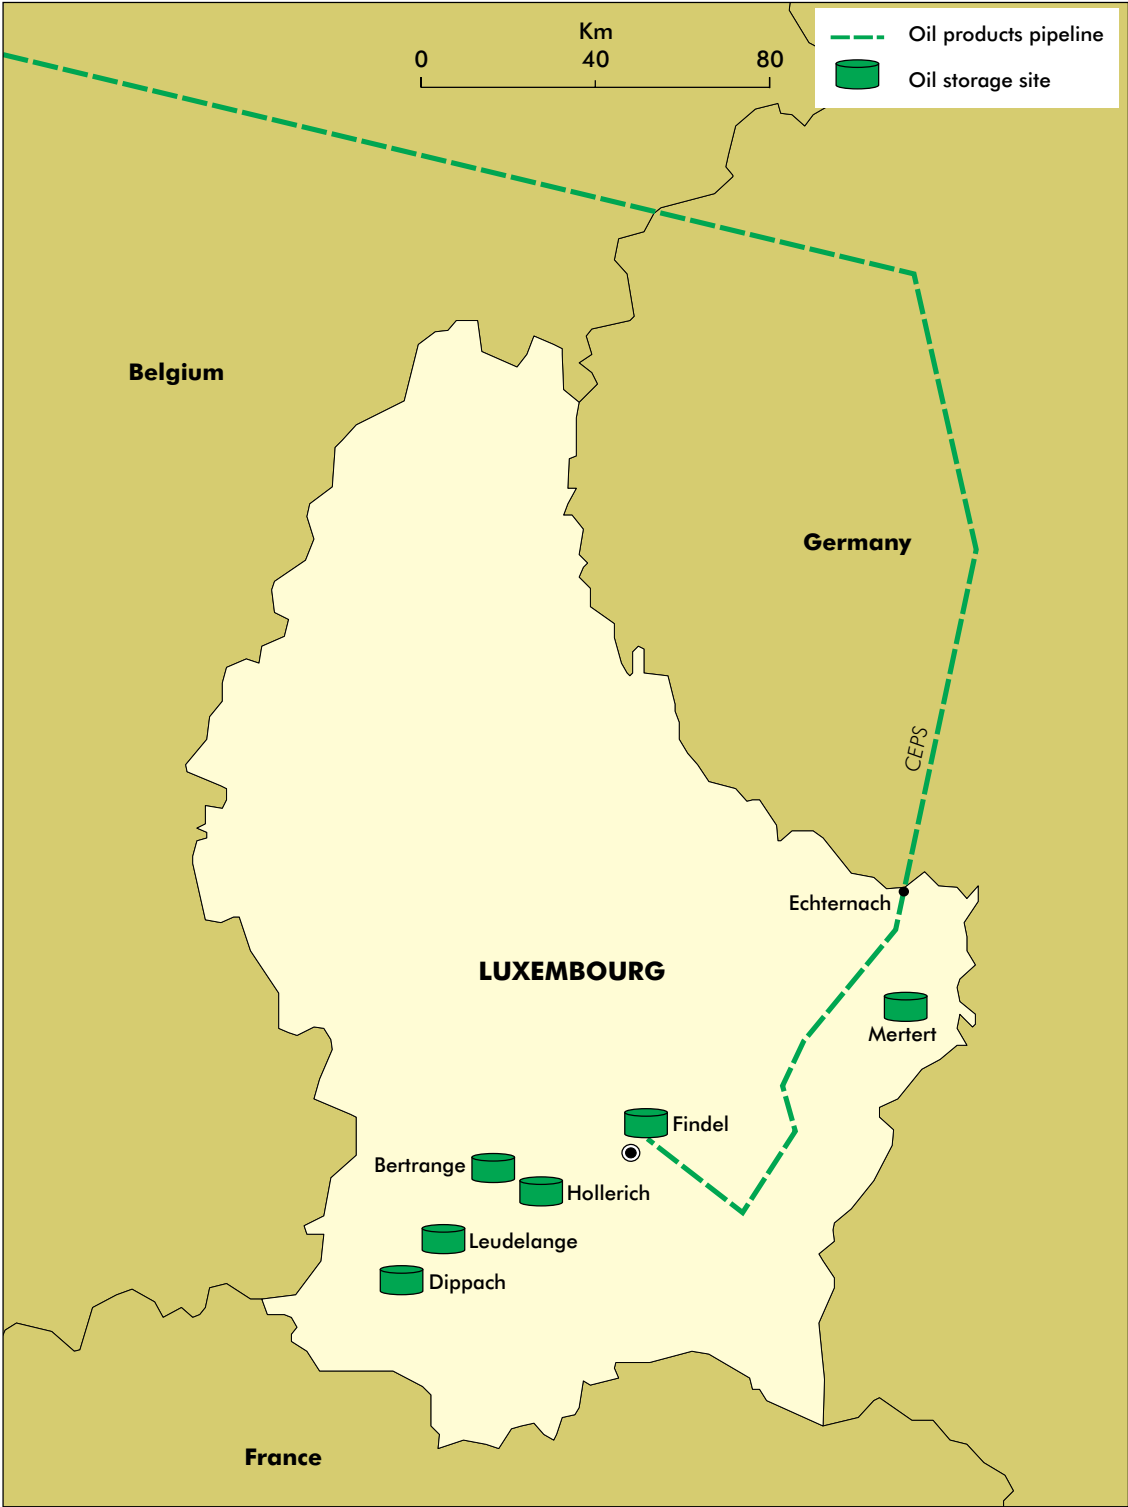 Km
0 40 80
Oil products pipeline
Oil storage site
Belgium
Germany
CEPS
Echternach
LUXEMBOURG
Mertert
Findel
Bertrange
Hollerich
Leudelange
Dippach
France